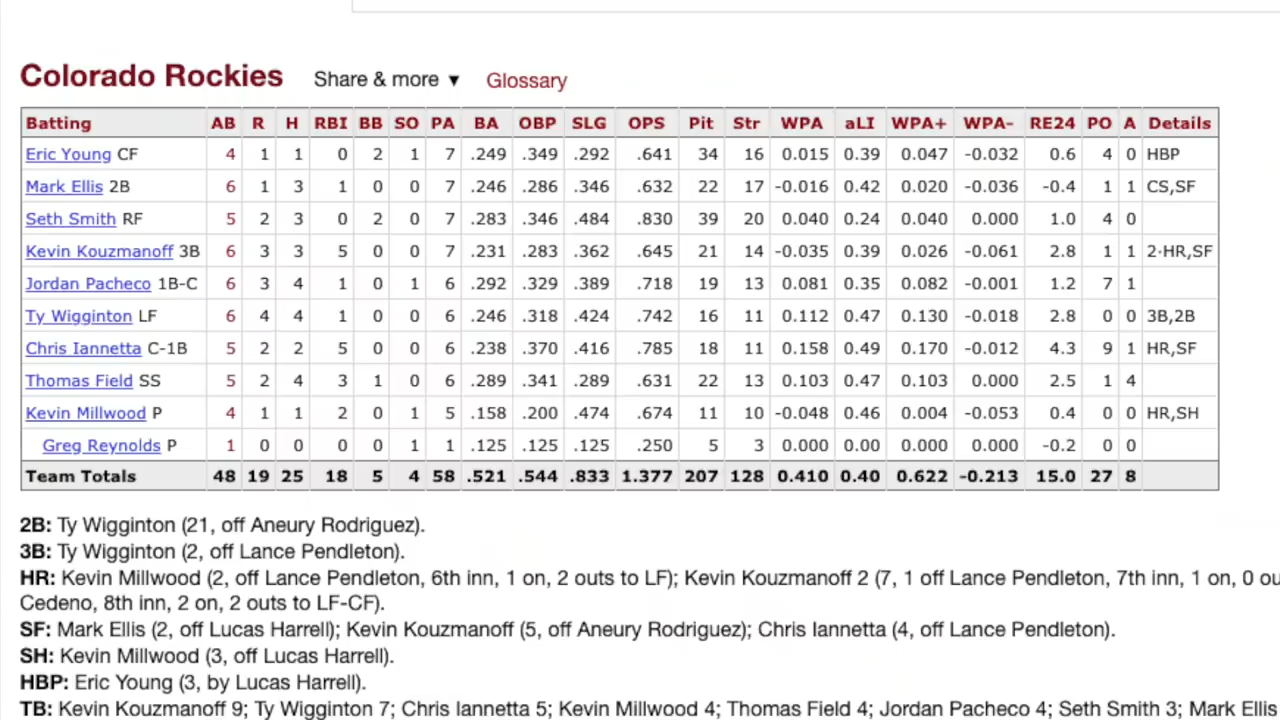 Colorado Rockies Share & more ▼ Glossary
Batting AB R H RBI BB SO PA BA OBP SLG OPS Pit Str WPA aLI WPA+ WPA- RE24 PO A Details
Eric Young CF 4 1 1 0 2 1 7 .249 .349 .292 .641 34 16 0.015 0.39 0.047 -0.032 0.6 4 0 HBP
Mark Ellis 2B 6 1 3 1 0 0 7 .246 .286 .346 .632 22 17 -0.016 0.42 0.020 -0.036 -0.4 1 1 CS,SF
Seth Smith RF 5 2 3 0 2 0 7 .283 .346 .484 .830 39 20 0.040 0.24 0.040 0.000 1.0 4 0
Kevin Kouzmanoff 3B 6 3 3 5 0 0 7 .231 .283 .362 .645 21 14 -0.035 0.39 0.026 -0.061 2.8 1 1 2·HR,SF
Jordan Pacheco 1B-C 6 3 4 1 0 1 6 .292 .329 .389 .718 19 13 0.081 0.35 0.082 -0.001 1.2 7 1
Ty Wigginton LF 6 4 4 1 0 0 6 .246 .318 .424 .742 16 11 0.112 0.47 0.130 -0.018 2.8 0 0 3B,2B
Chris Iannetta C-1B 5 2 2 5 0 0 6 .238 .370 .416 .785 18 11 0.158 0.49 0.170 -0.012 4.3 9 1 HR,SF
Thomas Field SS 5 2 4 3 1 0 6 .289 .341 .289 .631 22 13 0.103 0.47 0.103 0.000 2.5 1 4
Kevin Millwood P 4 1 1 2 0 1 5 .158 .200 .474 .674 11 10 -0.048 0.46 0.004 -0.053 0.4 0 0 HR,SH
Greg Reynolds P 1 0 0 0 0 1 1 .125 .125 .125 .250 5 3 0.000 0.00 0.000 0.000 -0.2 0 0
Team Totals 48 19 25 18 5 4 58 .521 .544 .833 1.377 207 128 0.410 0.40 0.622 -0.213 15.0 27 8
2B: Ty Wigginton (21, off Aneury Rodriguez).
3B: Ty Wigginton (2, off Lance Pendleton).
HR: Kevin Millwood (2, off Lance Pendleton, 6th inn, 1 on, 2 outs to LF); Kevin Kouzmanoff 2 (7, 1 off Lance Pendleton, 7th inn, 1 on, 0 ou
Cedeno, 8th inn, 2 on, 2 outs to LF-CF).
SF: Mark Ellis (2, off Lucas Harrell); Kevin Kouzmanoff (5, off Aneury Rodriguez); Chris Iannetta (4, off Lance Pendleton).
SH: Kevin Millwood (3, off Lucas Harrell).
HBP: Eric Young (3, by Lucas Harrell).
TB: Kevin Kouzmanoff 9; Ty Wigginton 7; Chris Iannetta 5; Kevin Millwood 4; Thomas Field 4; Jordan Pacheco 4; Seth Smith 3; Mark Ellis